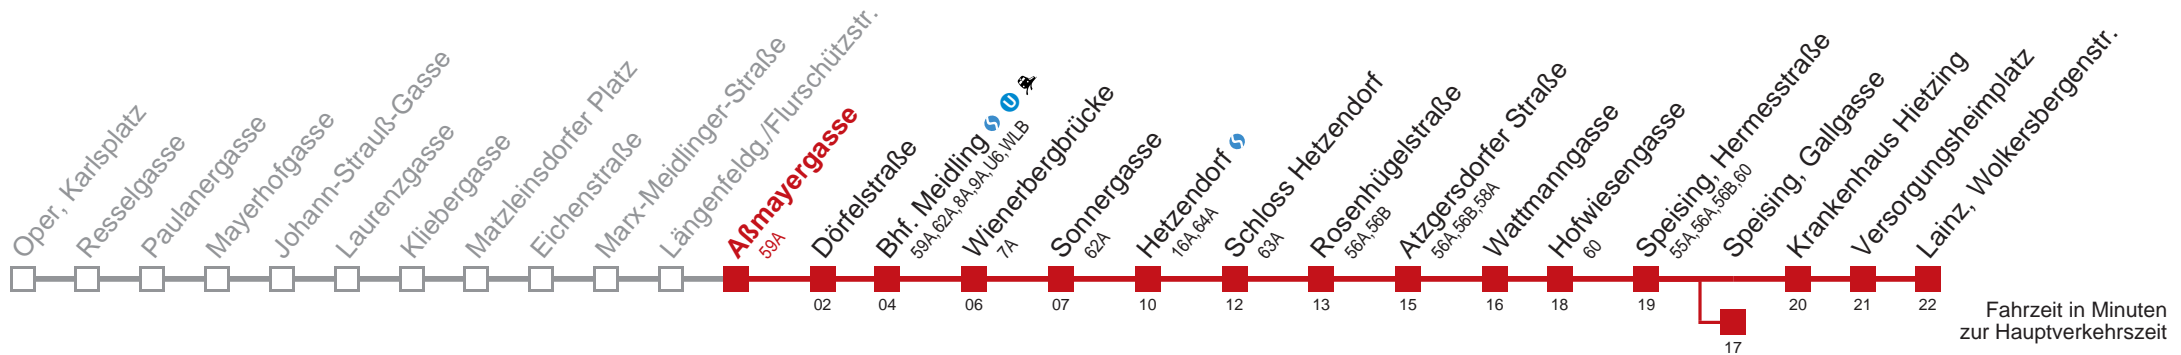 Oper, Karlsplatz
Resselgasse
Paulanergasse
Mayerhofgasse
Johann-Strauß-Gasse
Laurenzgasse
Kliebergasse
Matzleinsdorfer Platz
Eichenstraße
Marx-Meidlinger-Straße
Längenfeldg./Flurschützstr.
Aßmayergasse
59A
Dörfelstraße
Bhf. Meidling U
59A,62A,8A,9A,U6,WLB
Wienerbergbrücke
7A
Sonnergasse
62A
Hetzendorf
16A,64A
Schloss Hetzendorf
63A
Rosenhügelstraße
56A,56B
Atzgersdorfer Straße
56A,56B,58A
Wattmanngasse
Hofwiesengasse
60
Speising, Hermesstraße
55A,56A,56B,60
Speising, Gallgasse
Krankenhaus Hietzing
Versorgungsheimplatz
Lainz, Wolkersbergenstr.
02 04 06 07 10 12 13 15 16 18 19 20 21 22
17
Fahrzeit in Minuten
zur Hauptverkehrszeit